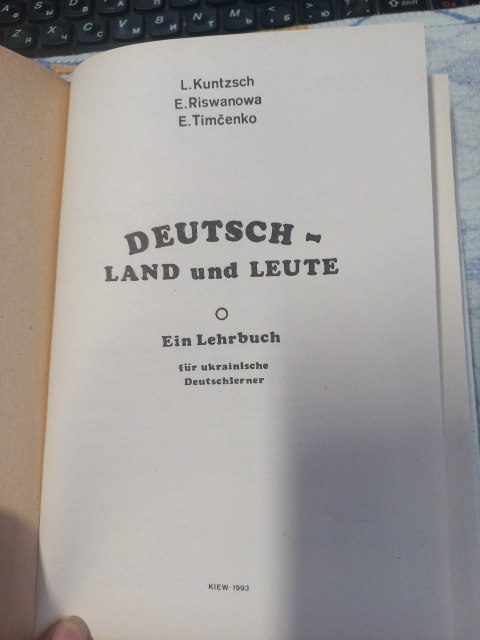 L.Kuntzsch
E.Riswanowa
E.Timčenko
DEUTSCH –
LAND und LEUTE
Ein Lehrbuch
für ukrainische
Deutschlerner
KIEW 1993